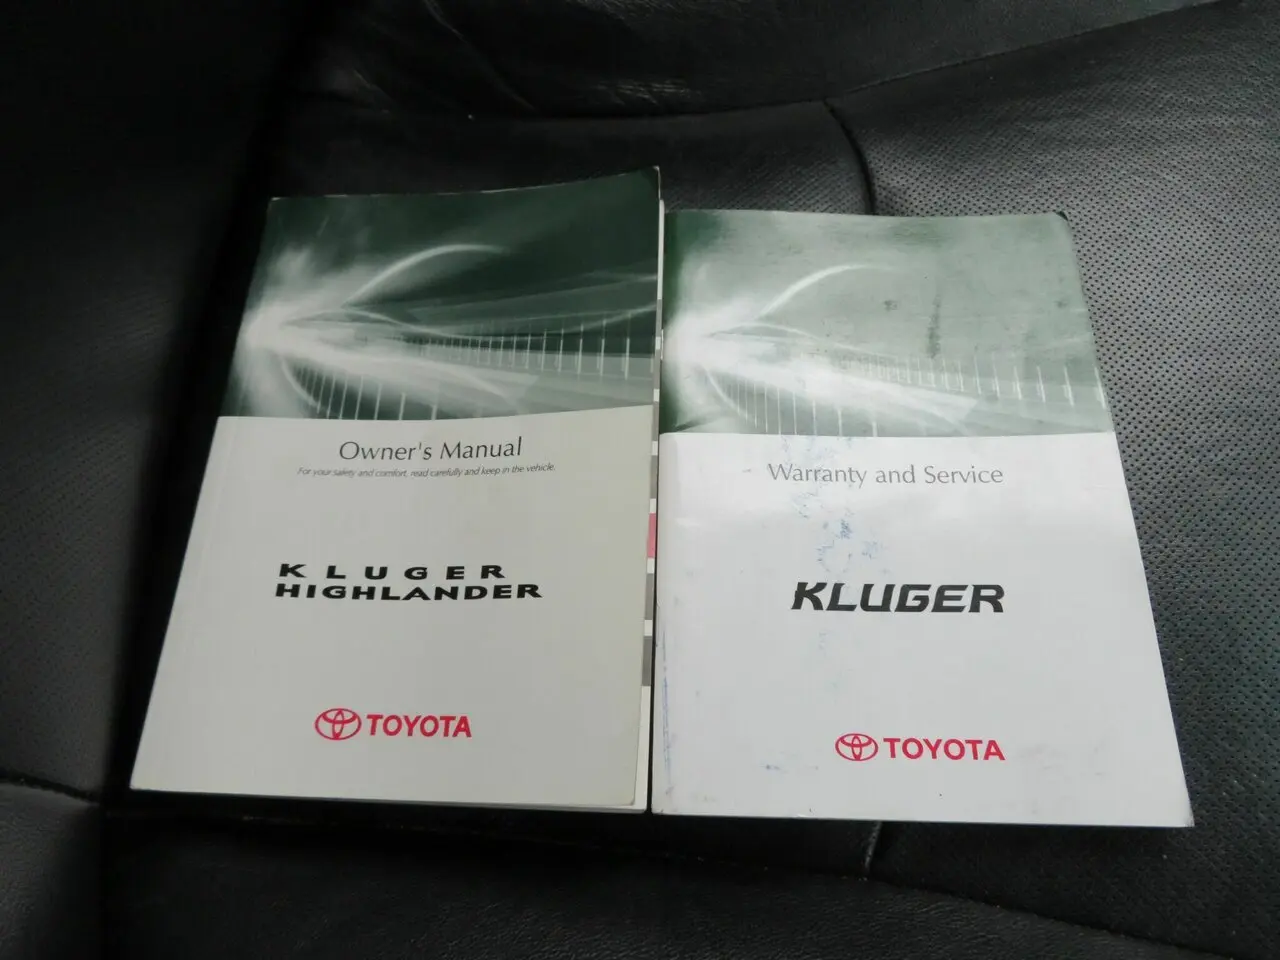 Owner's Manual
For your safety and comfort, read carefully and keep in the vehicle.
KLUGER
HIGHLANDER
TOYOTA
Warranty and Service
KLUGER
TOYOTA